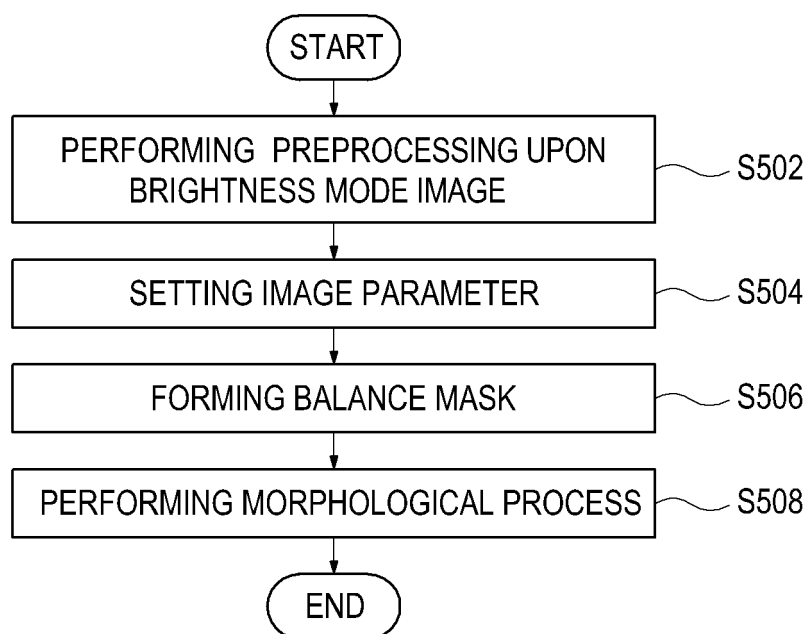 START
PERFORMING PREPROCESSING UPON
BRIGHTNESS MODE IMAGE
S502
SETTING IMAGE PARAMETER
S504
FORMING BALANCE MASK
S506
PERFORMING MORPHOLOGICAL PROCESS
S508
END